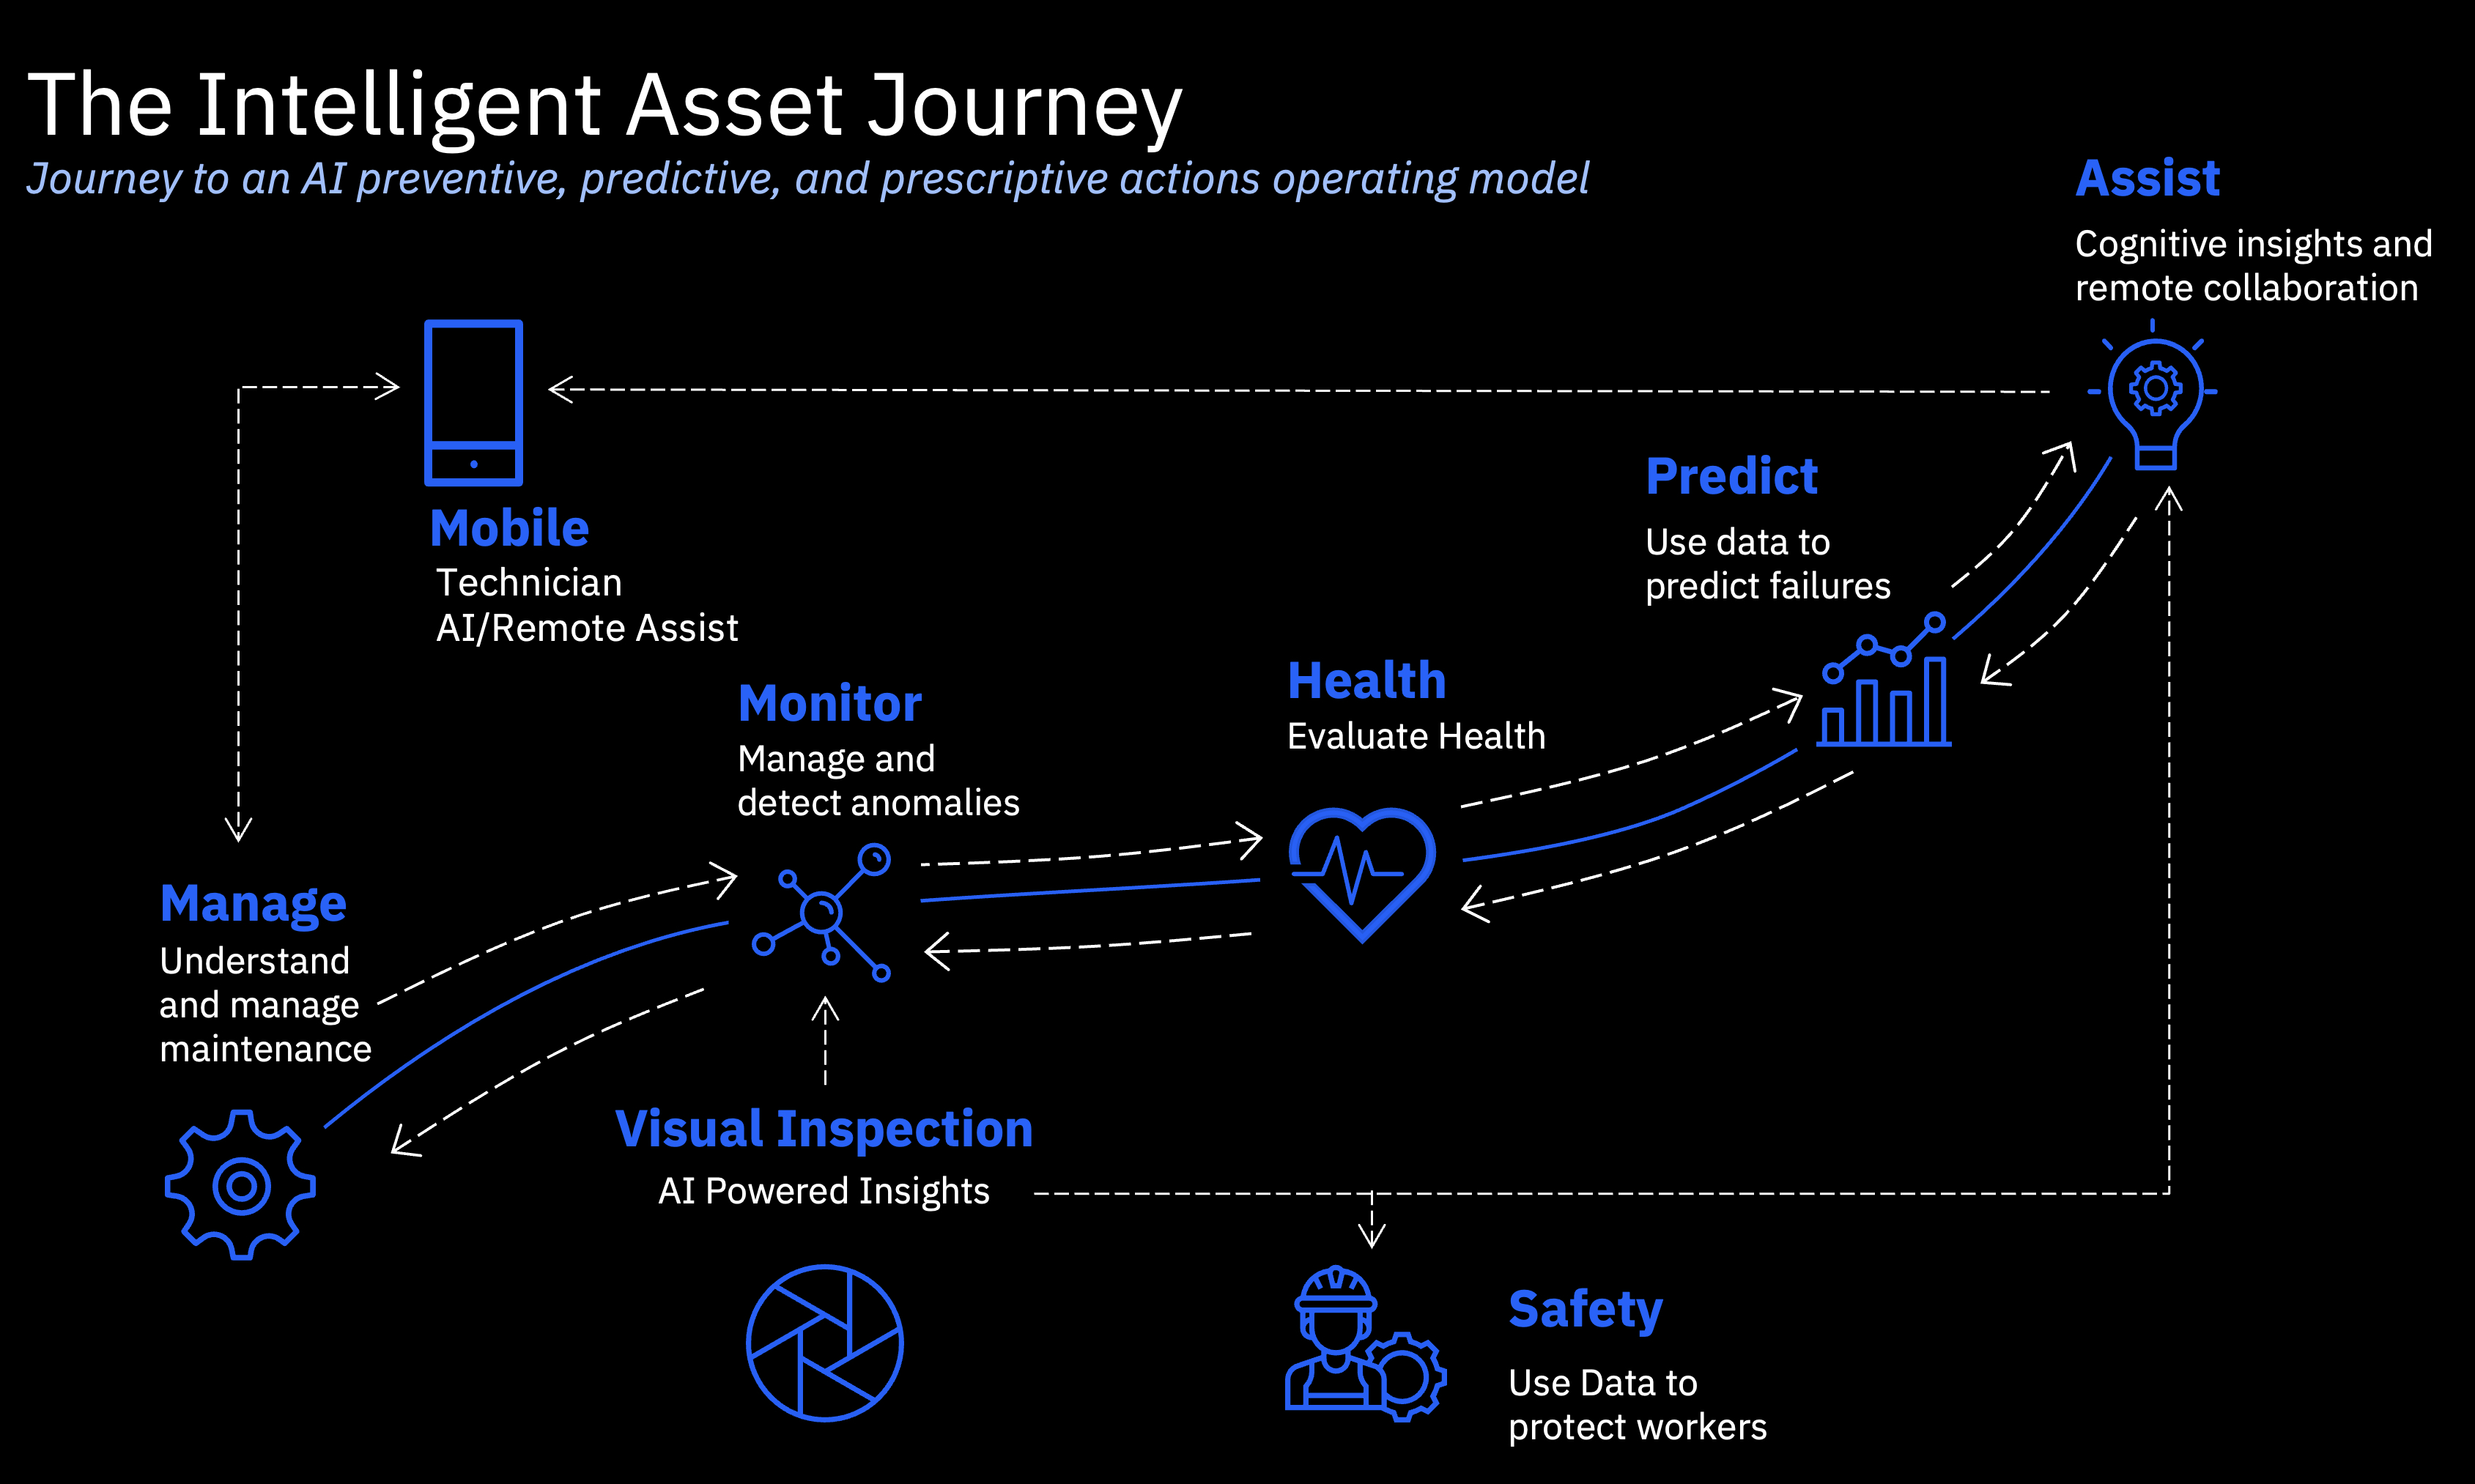 The Intelligent Asset Journey
Journey to an AI preventive, predictive, and prescriptive actions operating model
Assist
Cognitive insights and
remote collaboration
Mobile
Technician
AI/Remote Assist
Predict
Use data to
predict failures
Monitor
Manage and
detect anomalies
Health
Evaluate Health
Manage
Understand
and manage
maintenance
Visual Inspection
AI Powered Insights
Safety
Use Data to
protect workers